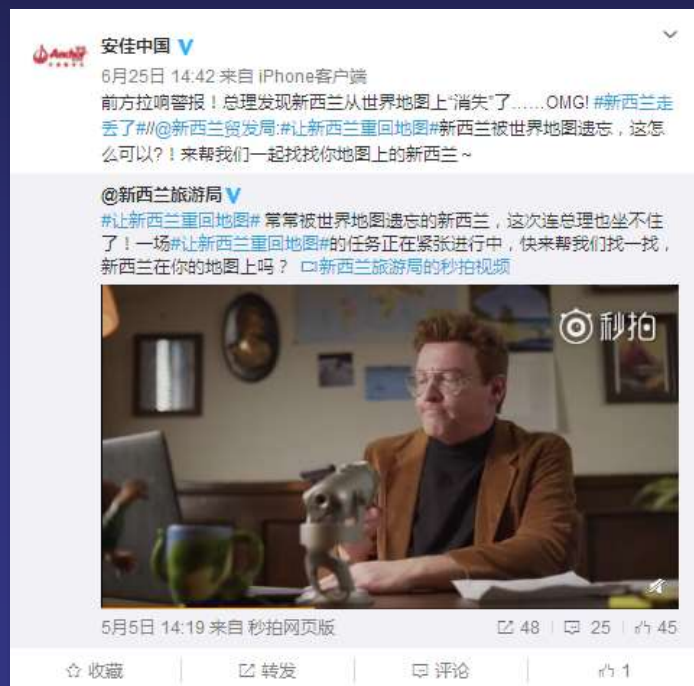 Anchor
安佳中国 V
6月25日 14:42 来自 iPhone客户端
前方拉响警报！总理发现新西兰从世界地图上“消失”了……OMG! #新西兰走
丢了#//@新西兰贸发局:#让新西兰重回地图#新西兰被世界地图遗忘，这怎
么可以?！来帮我们一起找找你地图上的新西兰~
@新西兰旅游局 V
#让新西兰重回地图# 常常被世界地图遗忘的新西兰，这次连总理也坐不住
了！一场#让新西兰重回地图#的任务正在紧张进行中，快来帮我们找一找，
新西兰在你的地图上吗？ 新西兰旅游局的秒拍视频
秒拍
5月5日 14:19 来自 秒拍网页版 48 25 45
收藏 转发 评论 1